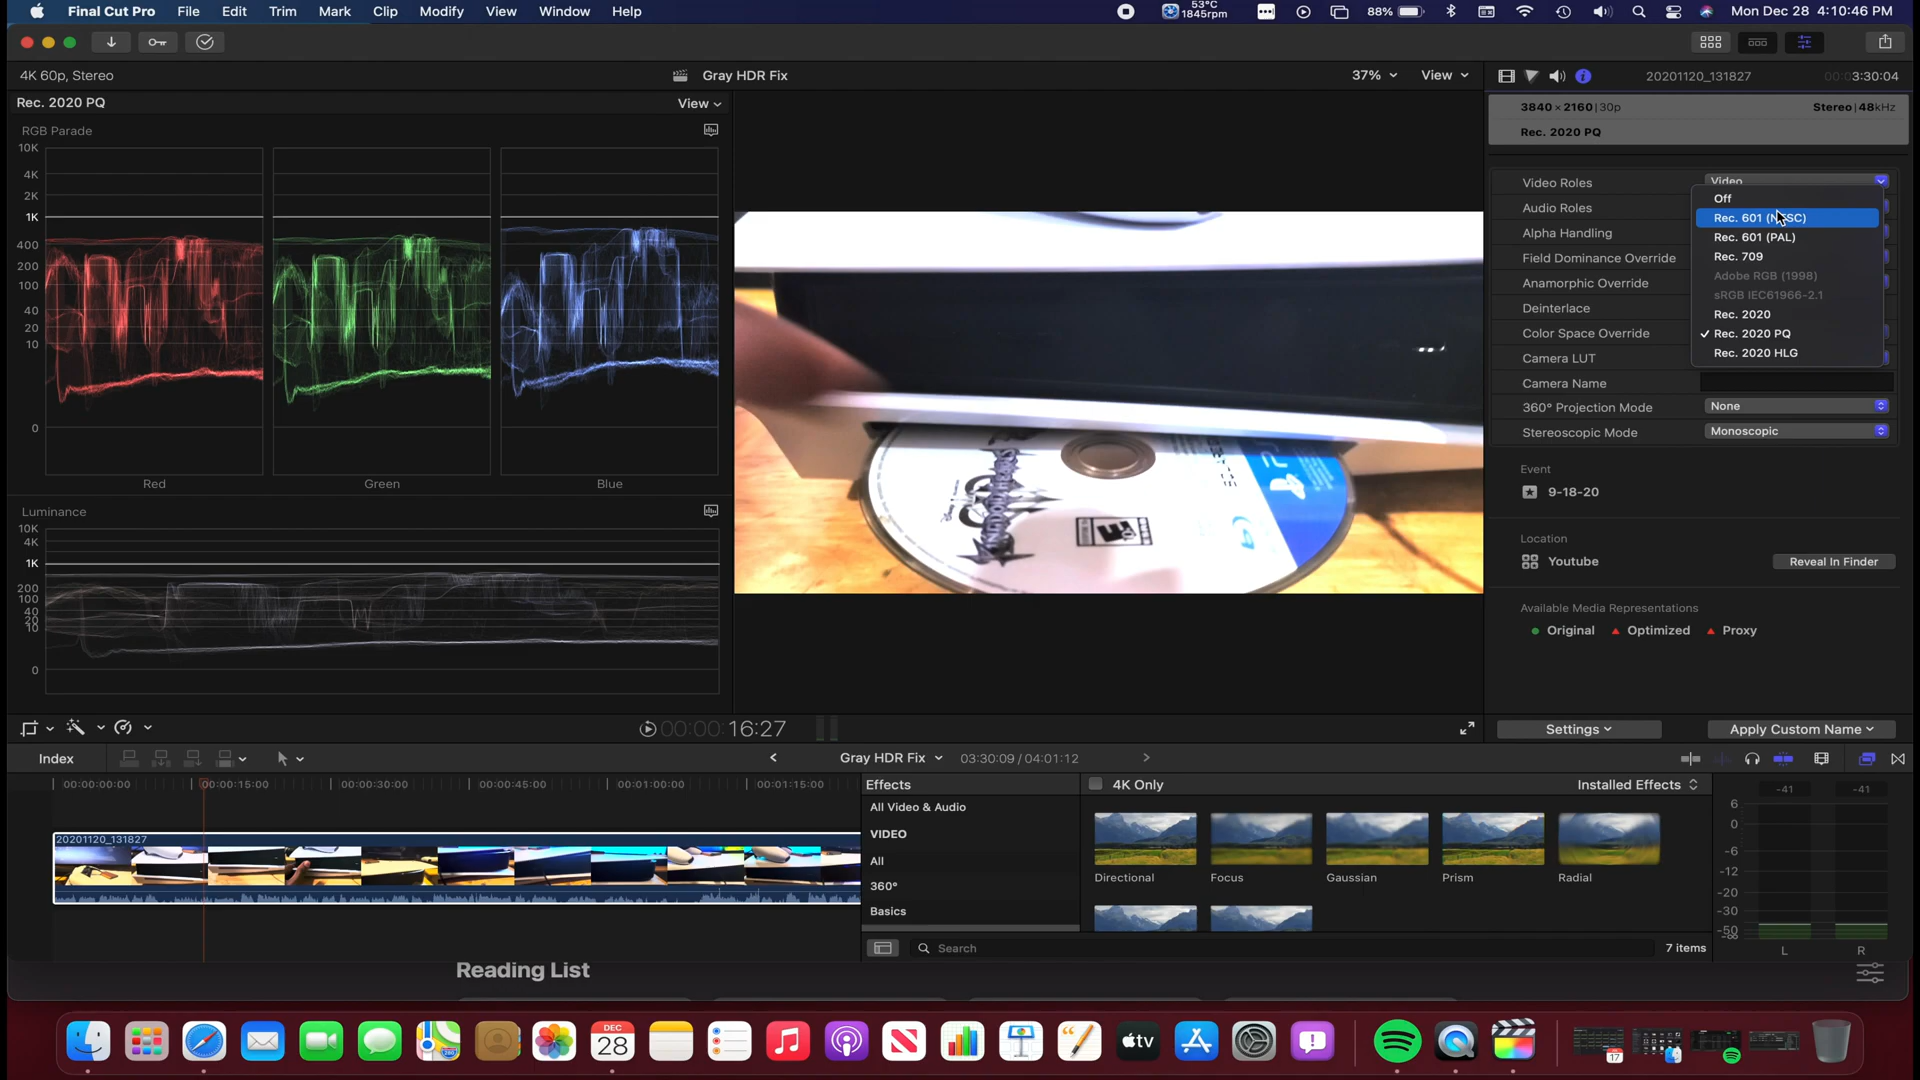 Final Cut Pro File Edit Trim Mark Clip Modify View Window Help 53°C 1845rpm 88% Mon Dec 28 4:10:46 PM
4K 60p, Stereo Gray HDR Fix 37% View 20201120_131827 00:03:30:04
Rec. 2020 PQ View
3840 × 2160 | 30p Stereo | 48kHz
Rec. 2020 PQ
RGB Parade
10K
4K
2K
1K
400
200
100
40
20
10
0
Red Green Blue
Luminance
10K
4K
1K
200
100
40
20
10
0
Video Roles Video
Audio Roles
Alpha Handling
Field Dominance Override
Anamorphic Override
Deinterlace
Color Space Override
Camera LUT
Camera Name
360° Projection Mode None
Stereoscopic Mode Monoscopic
Off
Rec. 601 (NTSC)
Rec. 601 (PAL)
Rec. 709
Adobe RGB (1998)
sRGB IEC61966-2.1
Rec. 2020
✓ Rec. 2020 PQ
Rec. 2020 HLG
Event
9-18-20
Location
Youtube Reveal In Finder
Available Media Representations
Original Optimized Proxy
Settings Apply Custom Name
PS4
E
00:00:00:16:27
Index Gray HDR Fix 03:30:09 / 04:01:12
00:00:00:00 00:00:15:00 00:00:30:00 00:00:45:00 00:01:00:00 00:01:15:00
20201120_131827
Effects 4K Only Installed Effects
All Video & Audio
VIDEO
All
360°
Basics
Directional Focus Gaussian Prism Radial
Search 7 items
-41 -41
6
0
-6
-12
-20
-30
-50
-∞
L R
Reading List
DEC
28
tv
17